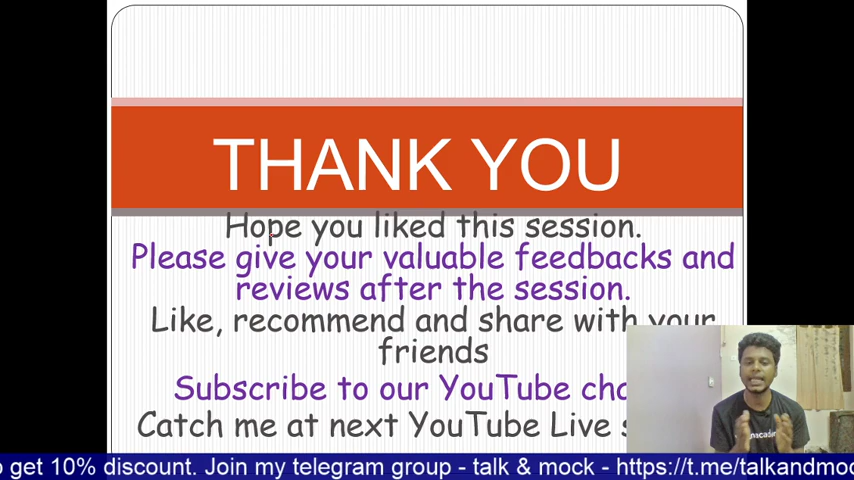 THANK YOU
Hope you liked this session.
Please give your valuable feedbacks and
reviews after the session.
Like, recommend and share with your
friends
Subscribe to our YouTube
Catch me at next YouTube Live
get 10% discount. Join my telegram group - talk & mock - https://t.me/talkandmoc